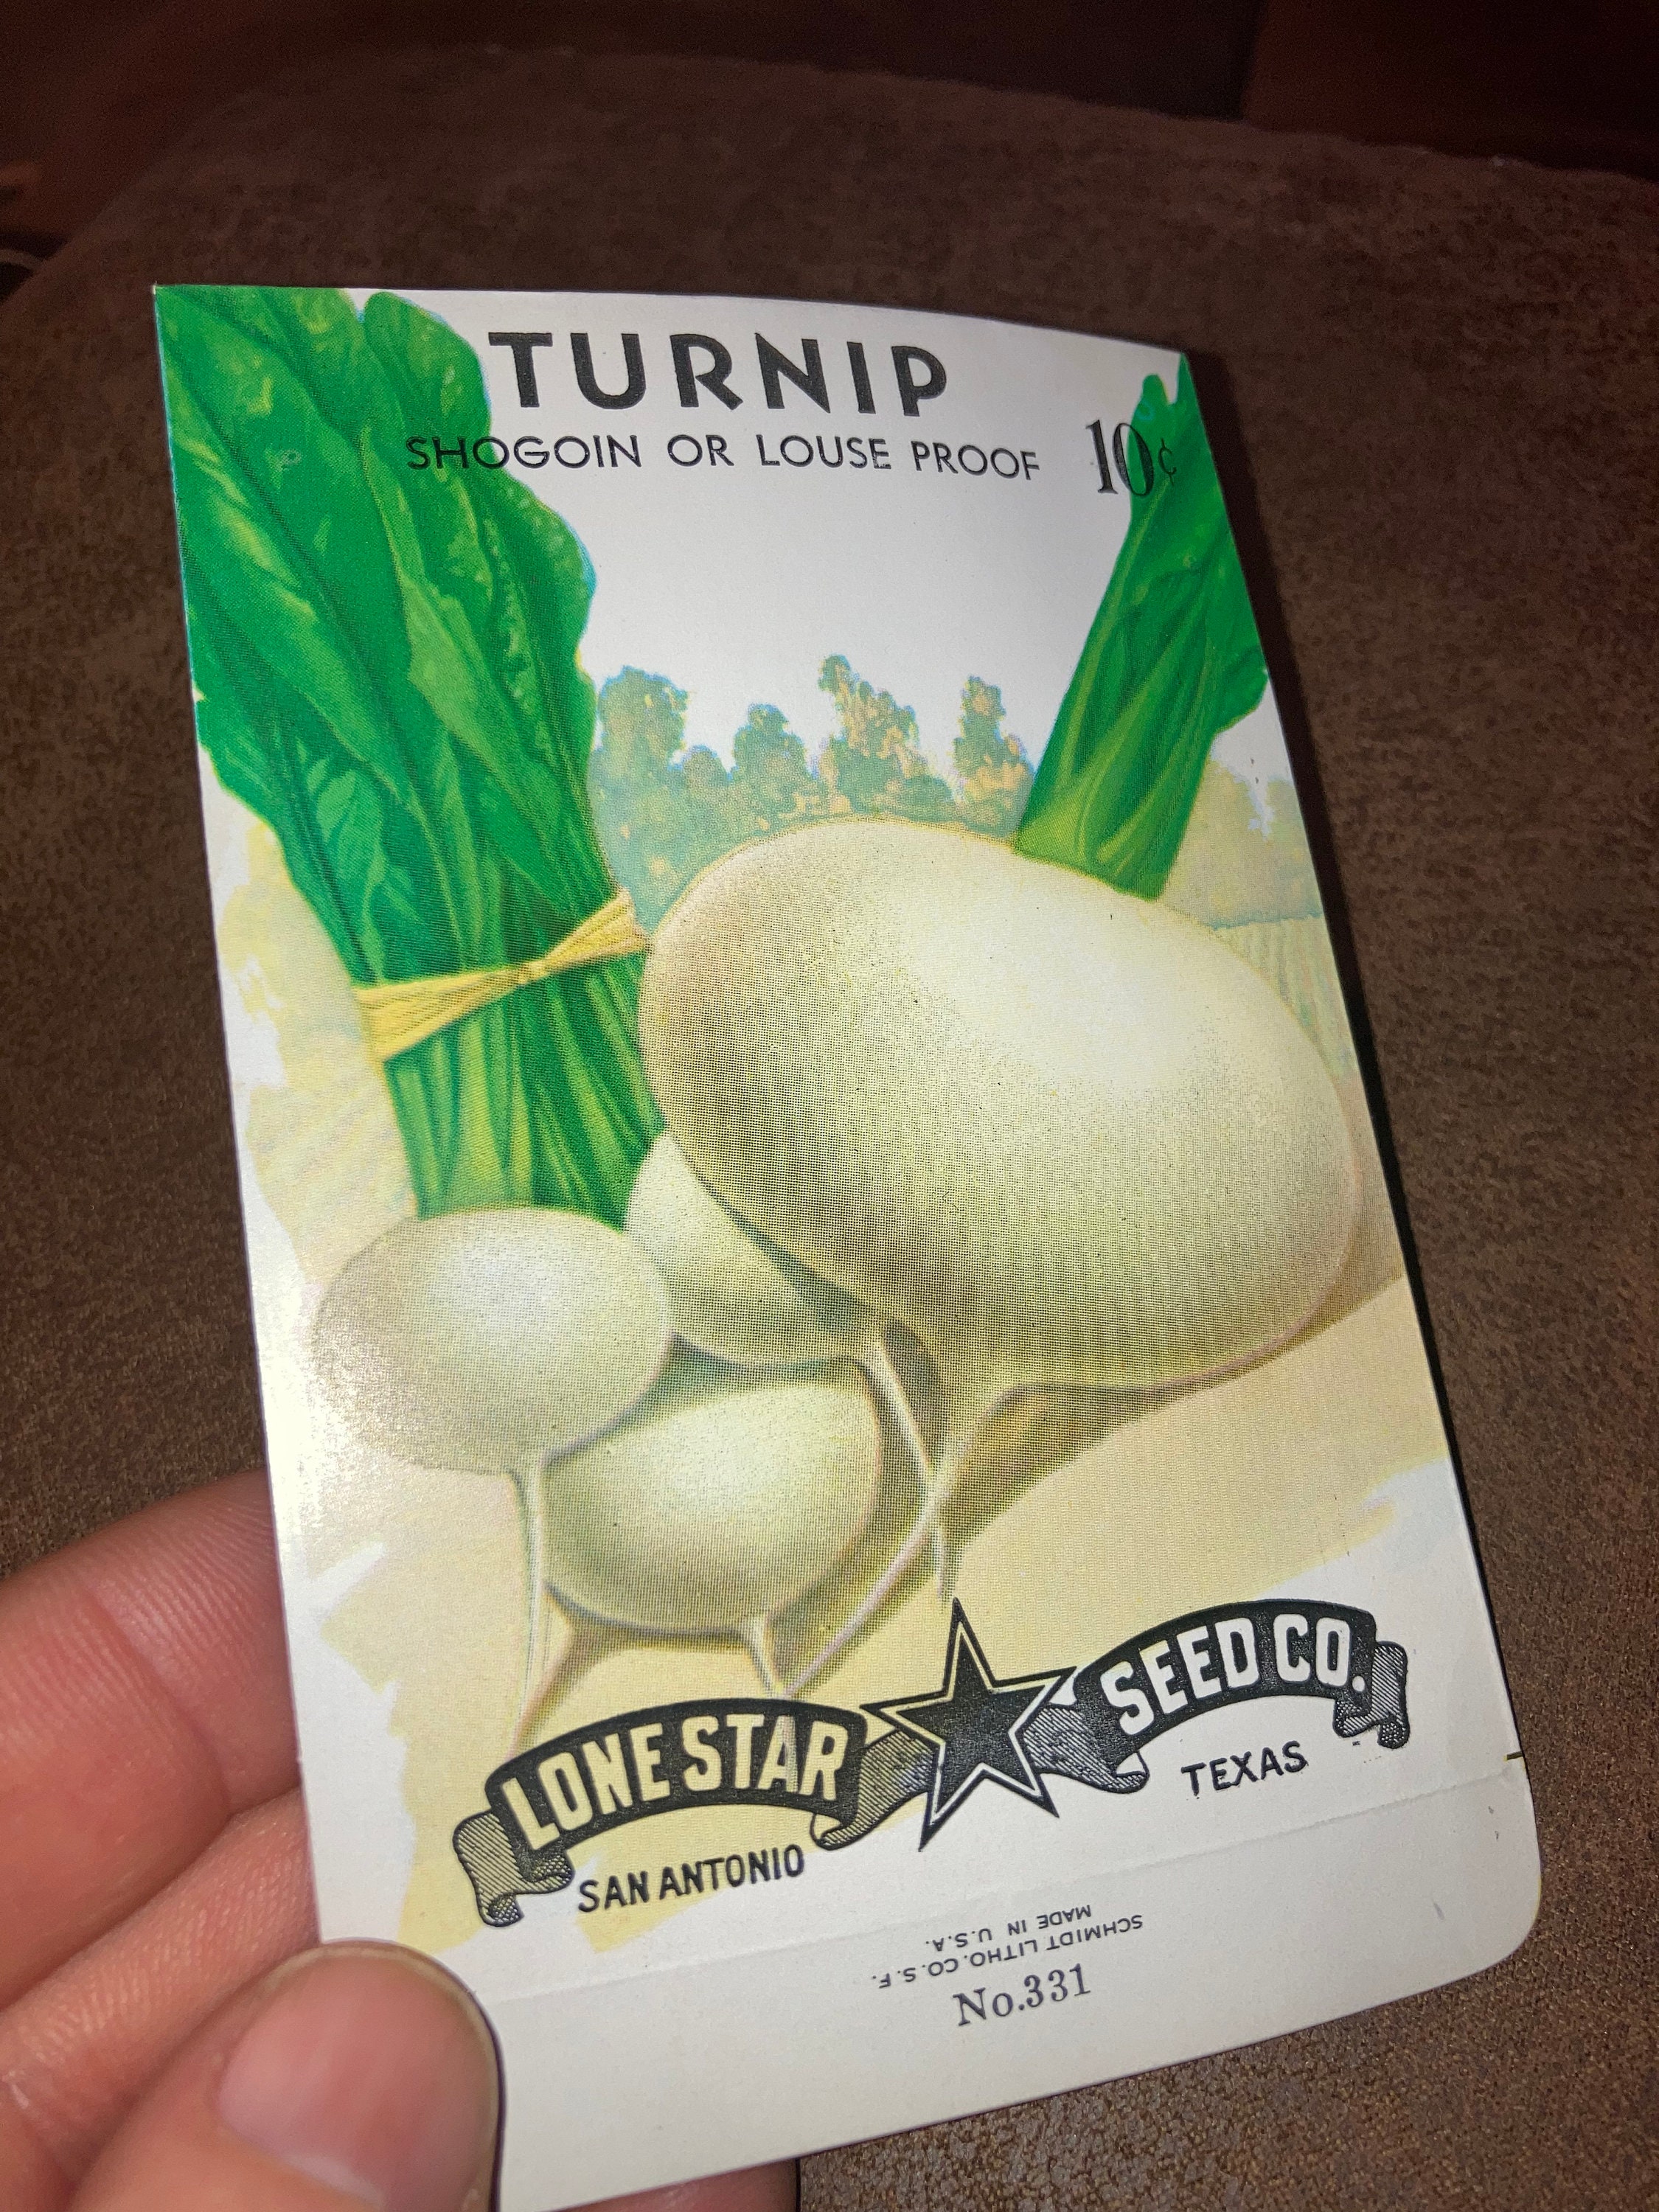 TURNIP
SHOGOIN OR LOUSE PROOF
10¢
LONE STAR SEED CO.
SAN ANTONIO TEXAS
SCHMIDT LITHO. CO. S. F.
MADE IN U.S.A.
No. 331